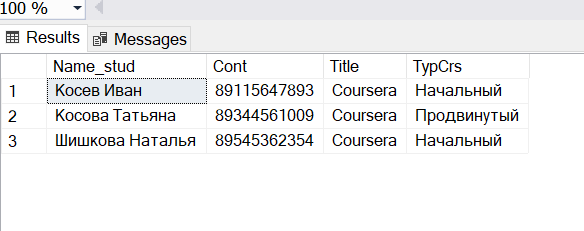 100 %
Results Messages
Name_stud Cont Title TypCrs
1 Косев Иван 89115647893 Coursera Начальный
2 Косова Татьяна 89344561009 Coursera Продвинутый
3 Шишкова Наталья 89545362354 Coursera Начальный